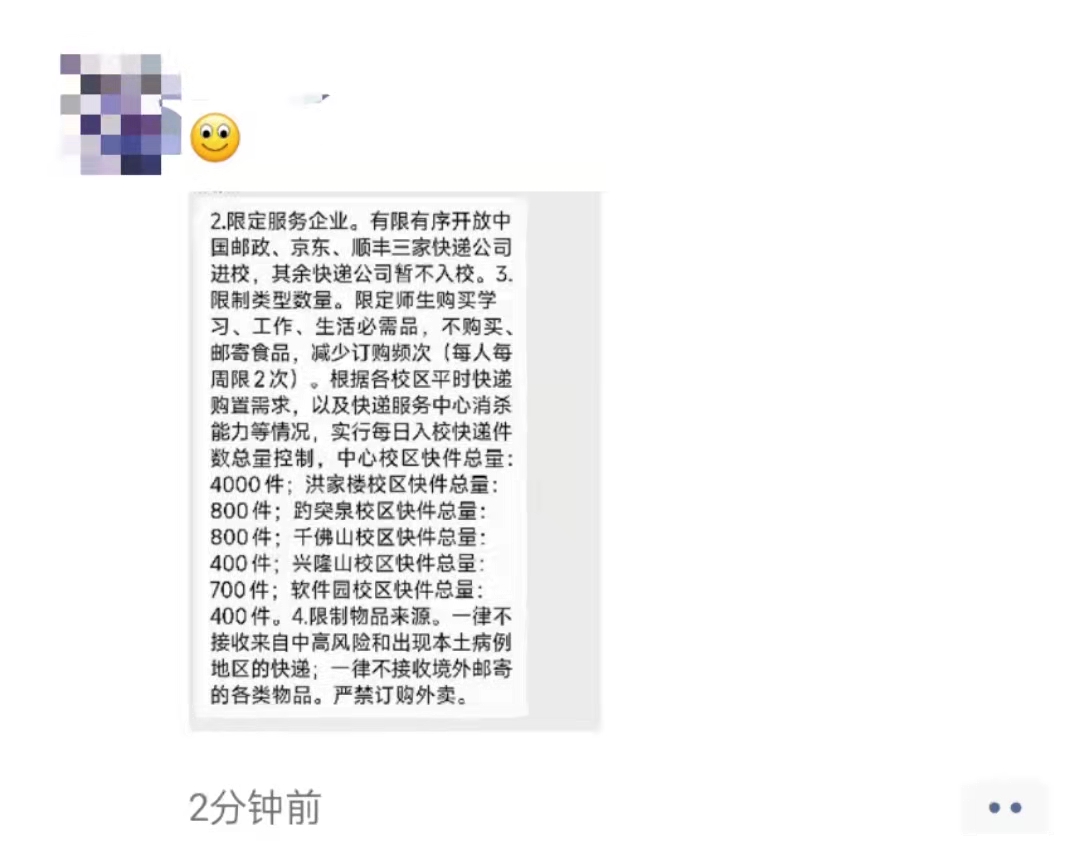 2.限定服务企业。有限有序开放中
国邮政、京东、顺丰三家快递公司
进校，其余快递公司暂不入校。3.
限制类型数量。限定师生购买学
习、工作、生活必需品，不购买、
邮寄食品，减少订购频次（每人每
周限2次）。根据各校区平时快递
购置需求，以及快递服务中心消杀
能力等情况，实行每日入校快递件
数总量控制，中心校区快件总量：
4000件；洪家楼校区快件总量：
800件；趵突泉校区快件总量：
800件；千佛山校区快件总量：
400件；兴隆山校区快件总量：
700件；软件园校区快件总量：
400件。4.限制物品来源。一律不
接收来自中高风险和出现本土病例
地区的快递；一律不接收境外邮寄
的各类物品。严禁订购外卖。
2分钟前